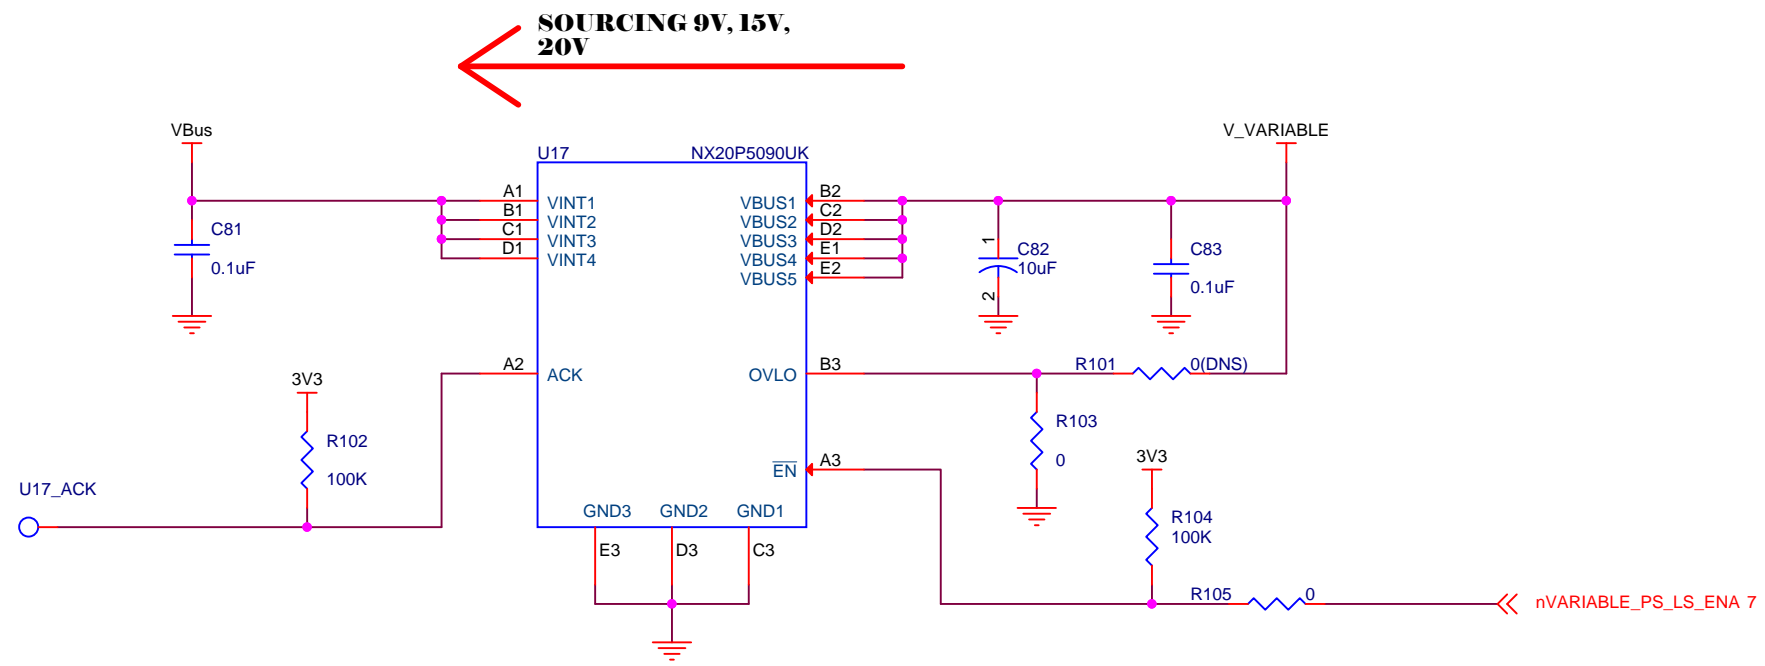 SOURCING 9V, 15V,
20V
VBus
V_VARIABLE
U17
NX20P5090UK
A1
B1
C1
D1
VINT1
VINT2
VINT3
VINT4
VBUS1
VBUS2
VBUS3
VBUS4
VBUS5
B2
C2
D2
E1
E2
C81
0.1uF
1
C82
10uF
2
C83
0.1uF
A2
ACK
OVLO
B3
R101
0(DNS)
3V3
R102
100K
R103
0
EN
A3
3V3
U17_ACK
GND3
GND2
GND1
R104
100K
E3
D3
C3
R105
0
nVARIABLE_PS_LS_ENA 7